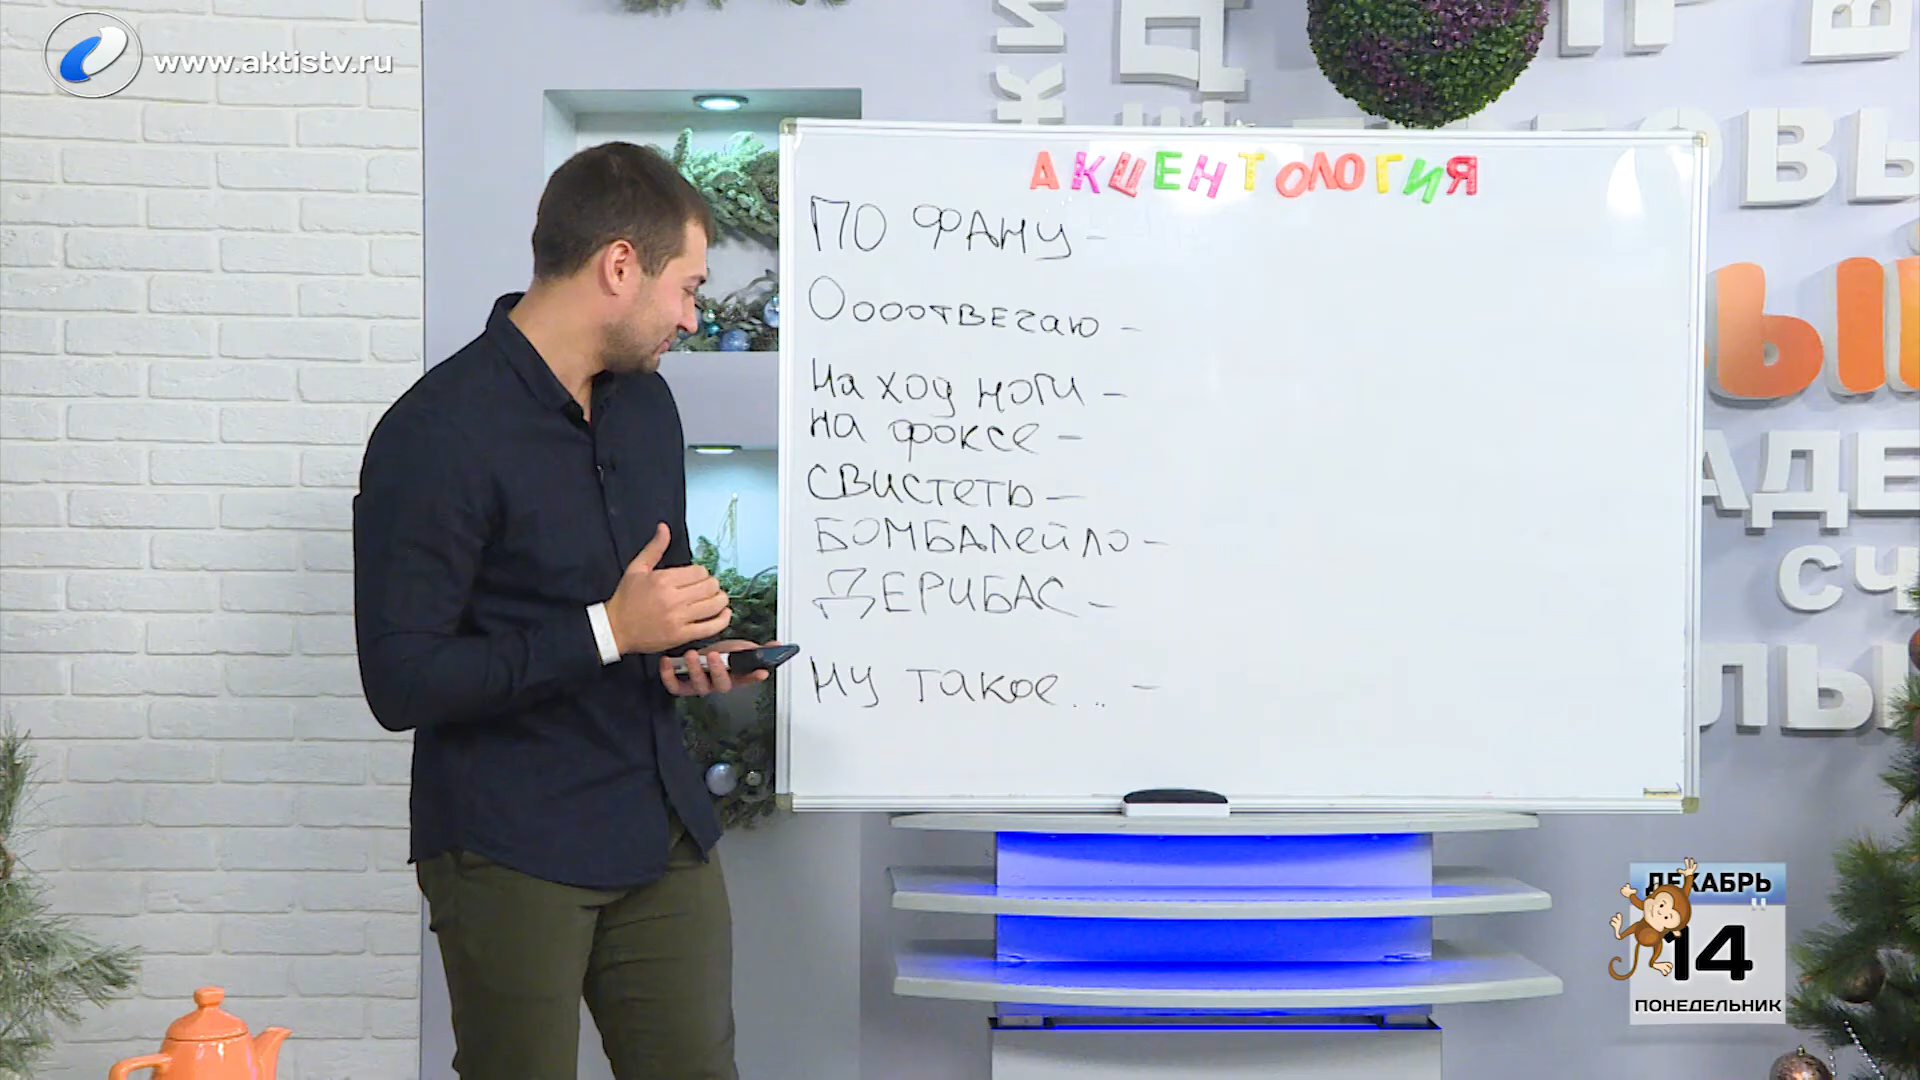 www.aktistv.ru
АКЦЕНТОЛОГИЯ
ПО ФАНУ -
Оооотвечаю -
На ход ноги -
на фоксе -
СВИСТЕТЬ -
БОМБАЛЕЙЛО -
ДЕРИБАС -
Ну такое... -
ДЕКАБРЬ
14
ПОНЕДЕЛЬНИК